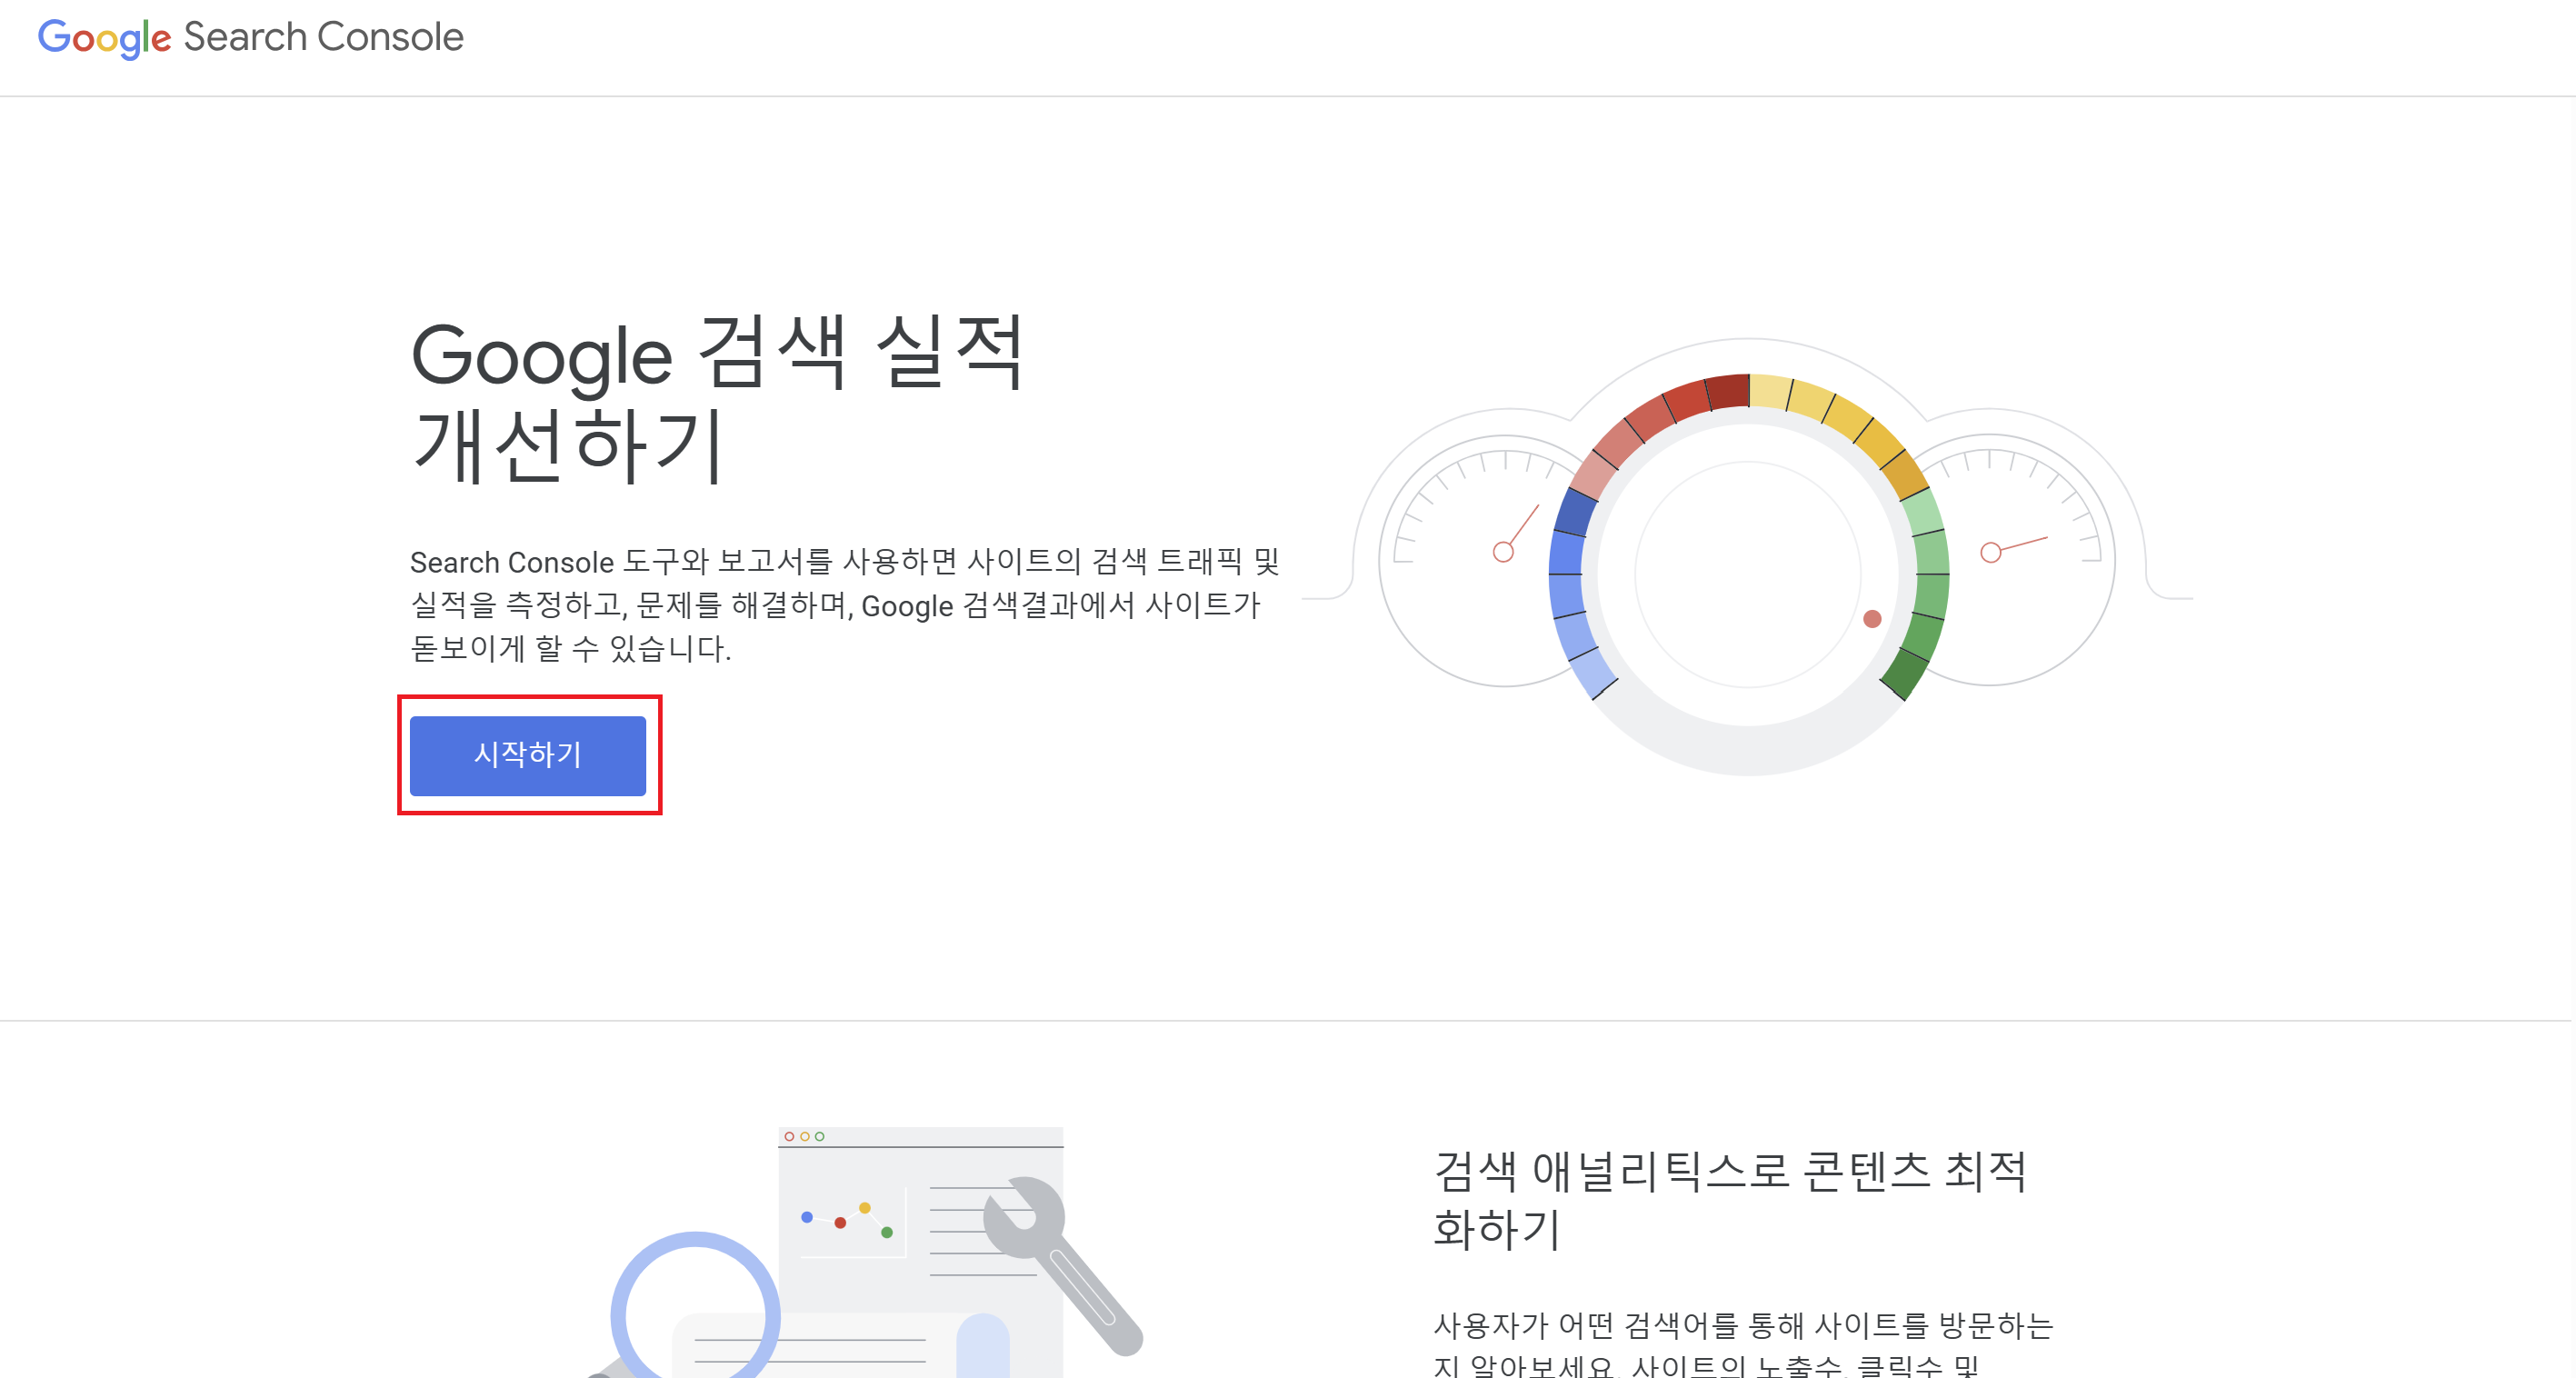 Google Search Console
Google 검색 실적
개선하기
Search Console 도구와 보고서를 사용하면 사이트의 검색 트래픽 및
실적을 측정하고, 문제를 해결하며, Google 검색결과에서 사이트가
돋보이게 할 수 있습니다.
시작하기
검색 애널리틱스로 콘텐츠 최적
화하기
사용자가 어떤 검색어를 통해 사이트를 방문하는
지 알아보세요. 사이트의 노출수, 클릭수 및